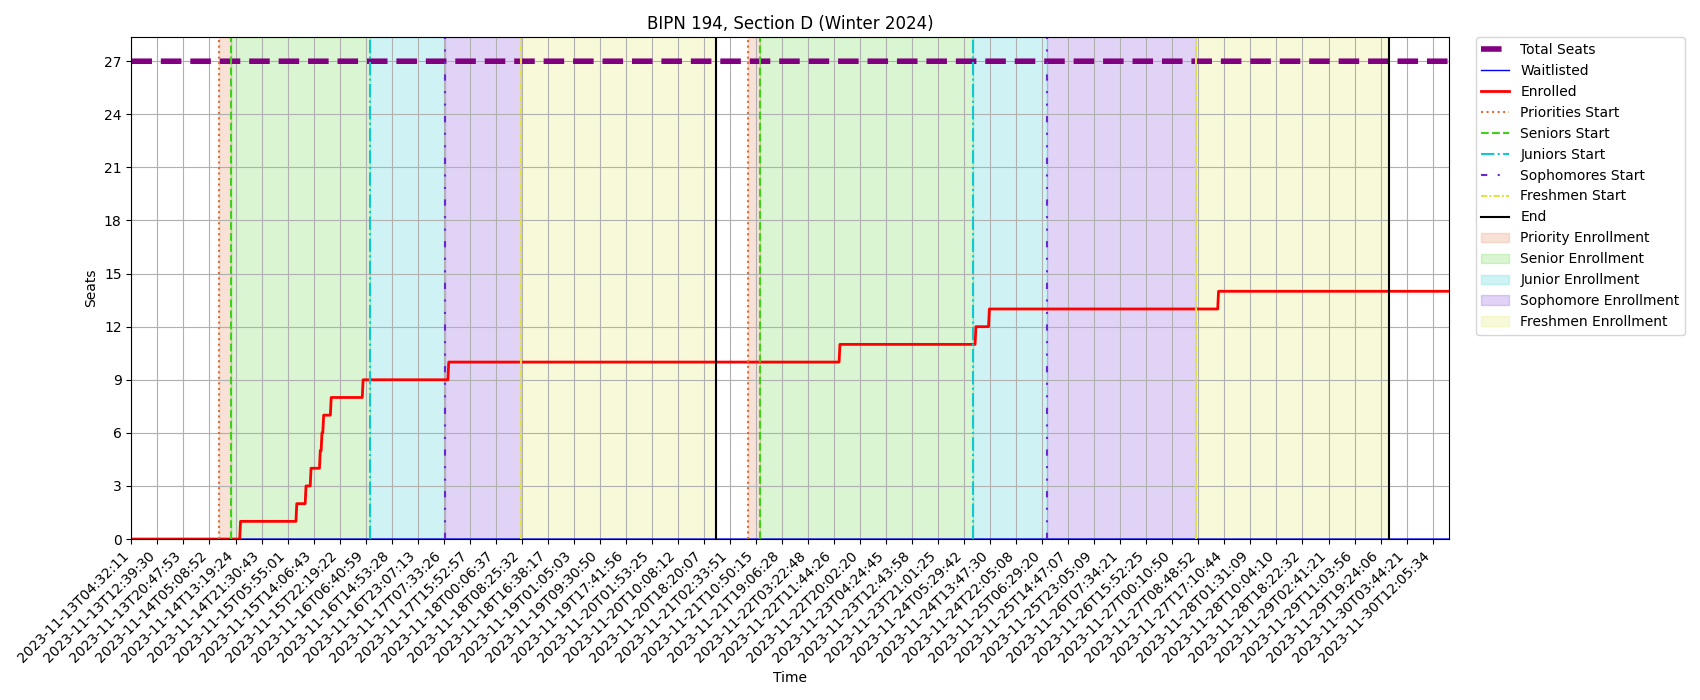 BIPN 194, Section D (Winter 2024)
Seats
27
24
21
18
15
12
9
6
3
0
2023-11-13T04:32:11
2023-11-13T12:39:30
2023-11-13T20:47:53
2023-11-14T05:08:52
2023-11-14T13:19:24
2023-11-14T21:30:43
2023-11-15T05:55:01
2023-11-15T14:06:43
2023-11-15T22:19:22
2023-11-16T06:40:59
2023-11-16T14:53:28
2023-11-16T23:07:13
2023-11-17T07:33:26
2023-11-17T15:52:57
2023-11-18T00:06:37
2023-11-18T08:25:32
2023-11-18T16:38:17
2023-11-19T01:05:03
2023-11-19T09:30:50
2023-11-19T17:41:56
2023-11-20T01:53:25
2023-11-20T10:08:12
2023-11-20T18:20:07
2023-11-21T02:33:51
2023-11-21T10:50:15
2023-11-21T19:06:28
2023-11-22T03:22:48
2023-11-22T11:44:26
2023-11-22T20:02:20
2023-11-23T04:24:45
2023-11-23T12:43:58
2023-11-23T21:01:25
2023-11-24T05:29:42
2023-11-24T13:47:30
2023-11-24T22:05:08
2023-11-25T06:29:20
2023-11-25T14:47:07
2023-11-25T23:05:09
2023-11-26T07:34:21
2023-11-26T15:52:25
2023-11-27T00:10:50
2023-11-27T08:48:52
2023-11-27T17:10:44
2023-11-28T01:31:09
2023-11-28T10:04:10
2023-11-28T18:22:32
2023-11-29T02:41:21
2023-11-29T11:03:56
2023-11-29T19:24:06
2023-11-30T03:44:21
2023-11-30T12:05:34
Time
Total Seats
Waitlisted
Enrolled
Priorities Start
Seniors Start
Juniors Start
Sophomores Start
Freshmen Start
End
Priority Enrollment
Senior Enrollment
Junior Enrollment
Sophomore Enrollment
Freshmen Enrollment